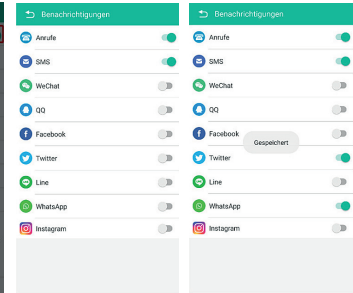 Benachrichtigungen
Anrufe
SMS
WeChat
QQ
Facebook
Twitter
Line
WhatsApp
Instagram
Benachrichtigungen
Anrufe
SMS
WeChat
QQ
Facebook
Gespeichert
Twitter
Line
WhatsApp
Instagram